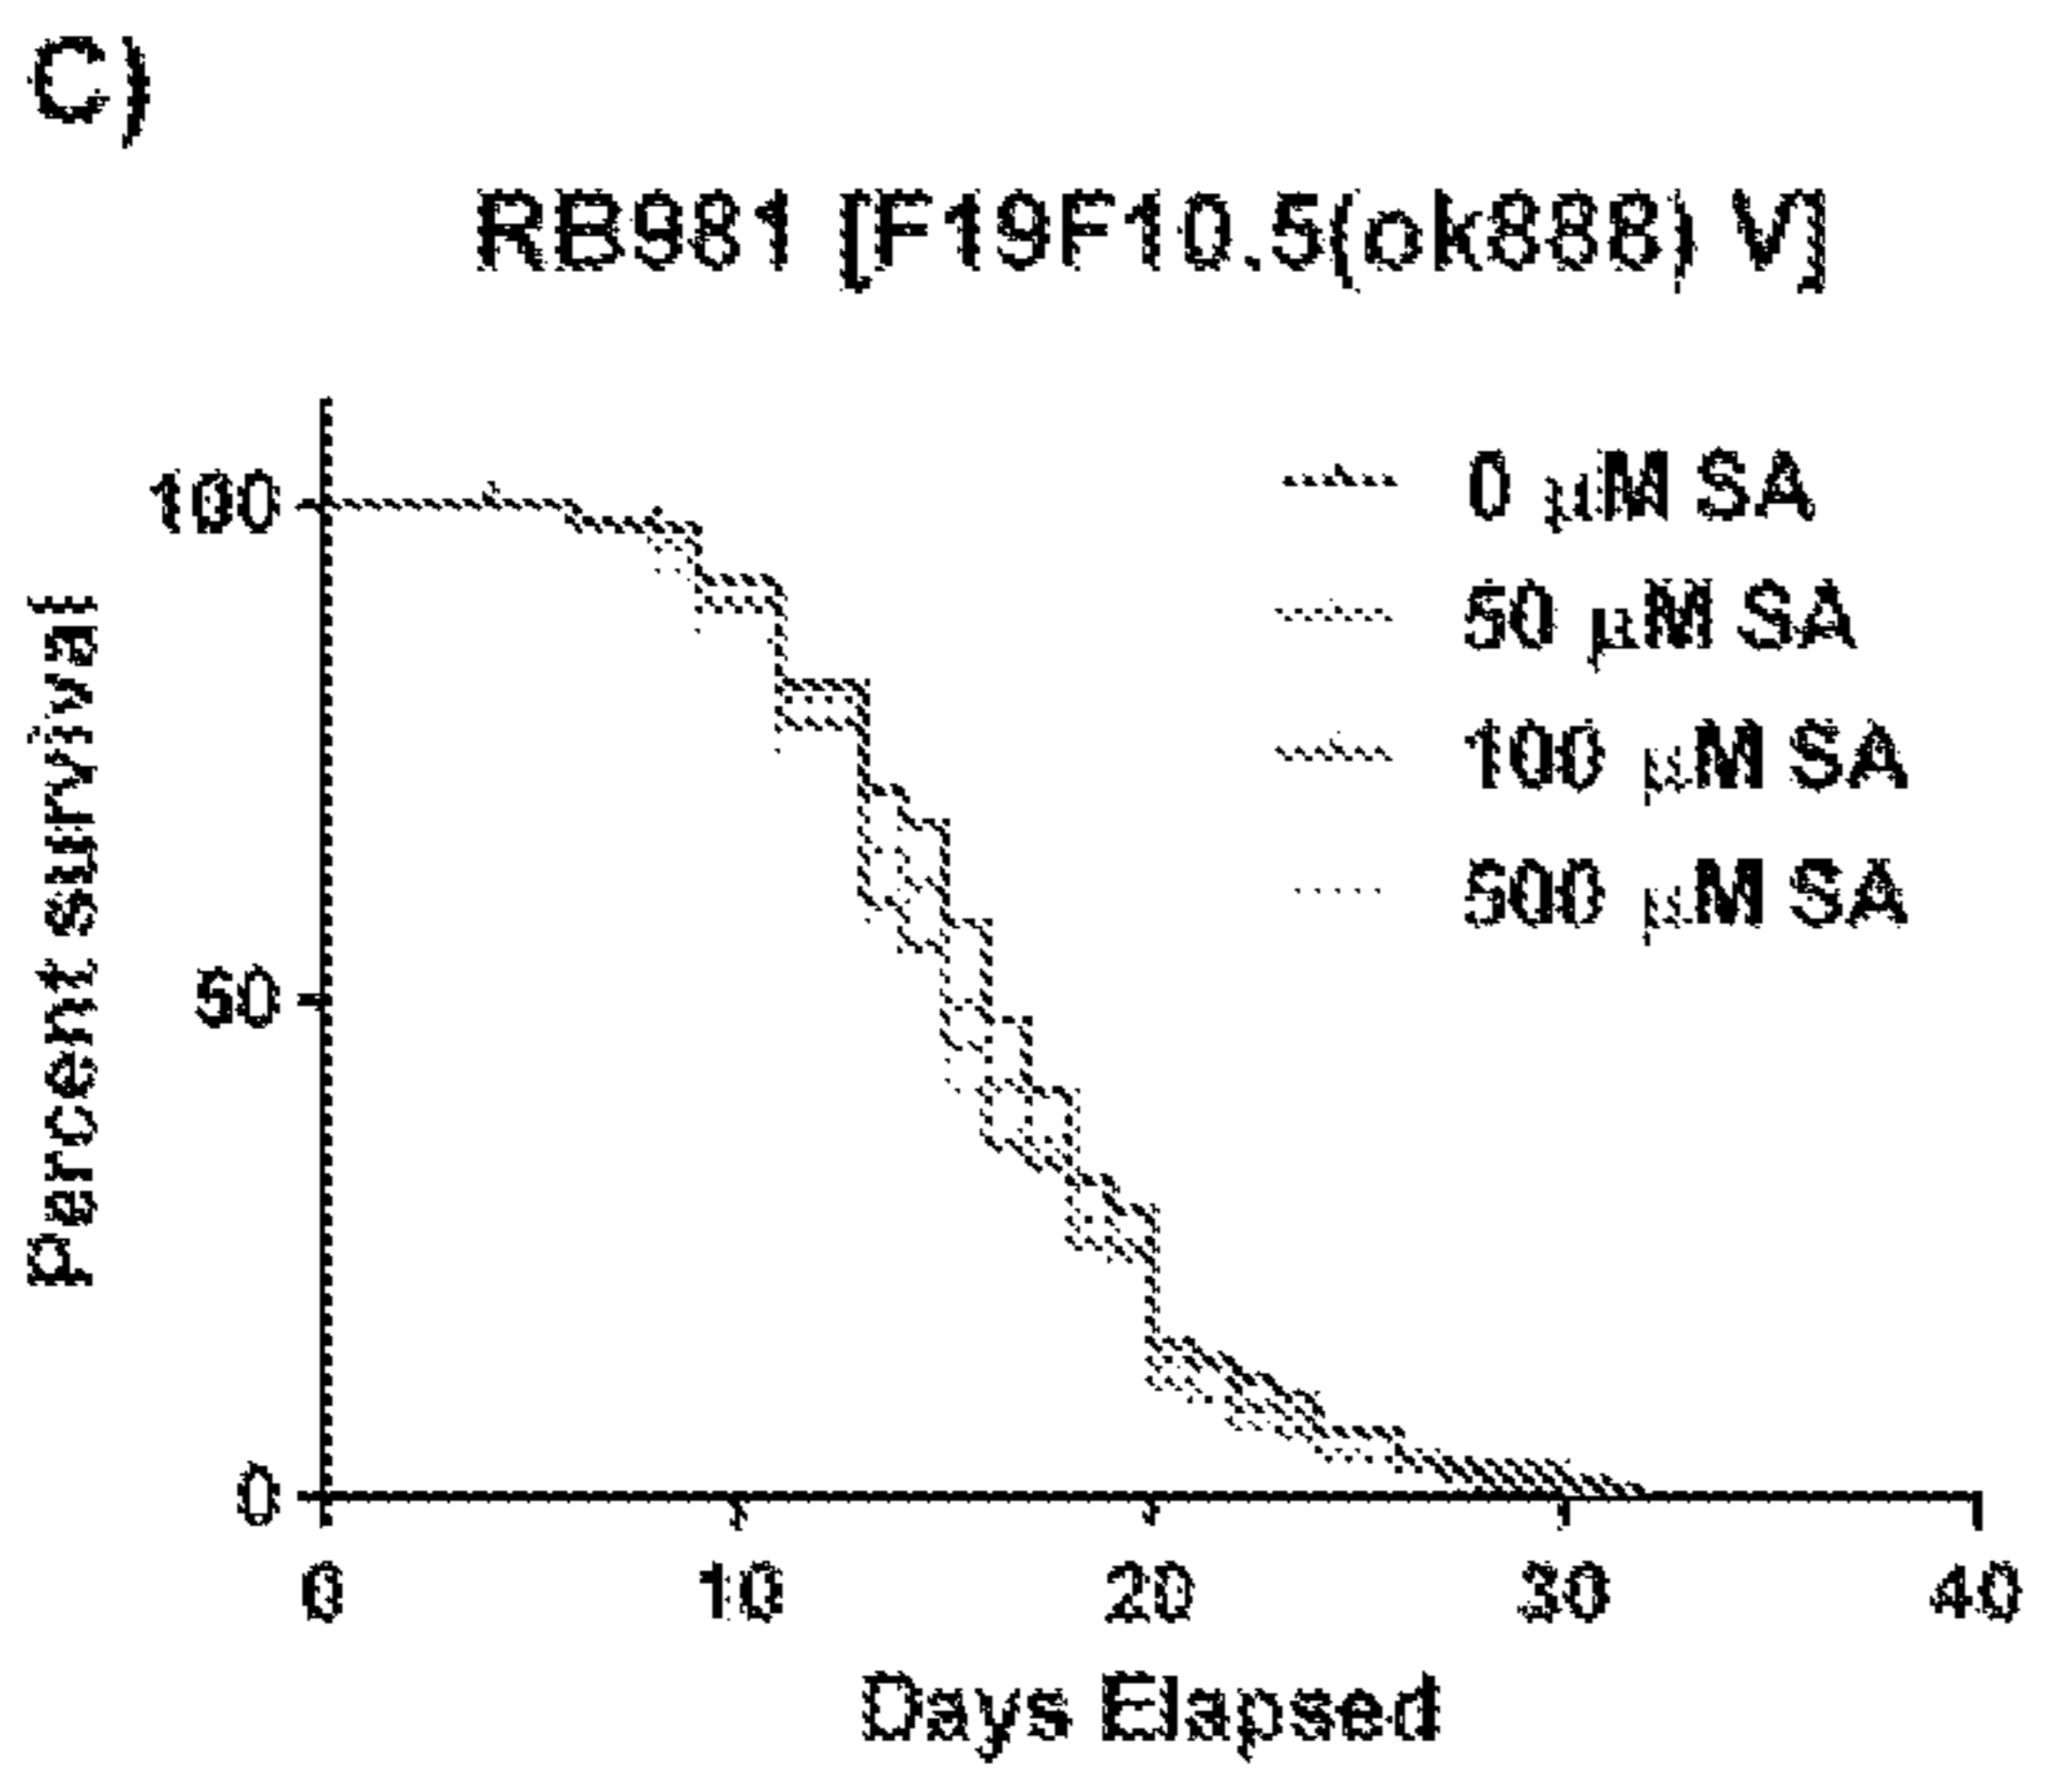 C)
RB981 [F19F10.5(ok888) V]
0 µM SA
50 µM SA
100 µM SA
500 µM SA
Percent survival
100
50
0
0 10 20 30 40
Days Elapsed